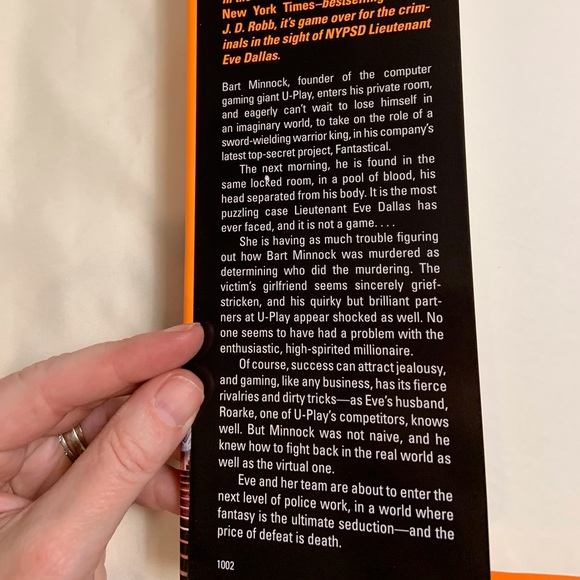 New York Times–bestselling
J. D. Robb, it's game over for the crim-
inals in the sight of NYPSD Lieutenant
Eve Dallas.
Bart Minnock, founder of the computer
gaming giant U-Play, enters his private room,
and eagerly can't wait to lose himself in
an imaginary world, to take on the role of a
sword-wielding warrior king, in his company's
latest top-secret project, Fantastical.
The next morning, he is found in the
same locked room, in a pool of blood, his
head separated from his body. It is the most
puzzling case Lieutenant Eve Dallas has
ever faced, and it is not a game. . . .
She is having as much trouble figuring
out how Bart Minnock was murdered as
determining who did the murdering. The
victim's girlfriend seems sincerely grief-
stricken, and his quirky but brilliant part-
ners at U-Play appear shocked as well. No
one seems to have had a problem with the
enthusiastic, high-spirited millionaire.
Of course, success can attract jealousy,
and gaming, like any business, has its fierce
rivalries and dirty tricks—as Eve's husband,
Roarke, one of U-Play's competitors, knows
well. But Minnock was not naive, and he
knew how to fight back in the real world as
well as the virtual one.
Eve and her team are about to enter the
next level of police work, in a world where
fantasy is the ultimate seduction—and the
price of defeat is death.
1002